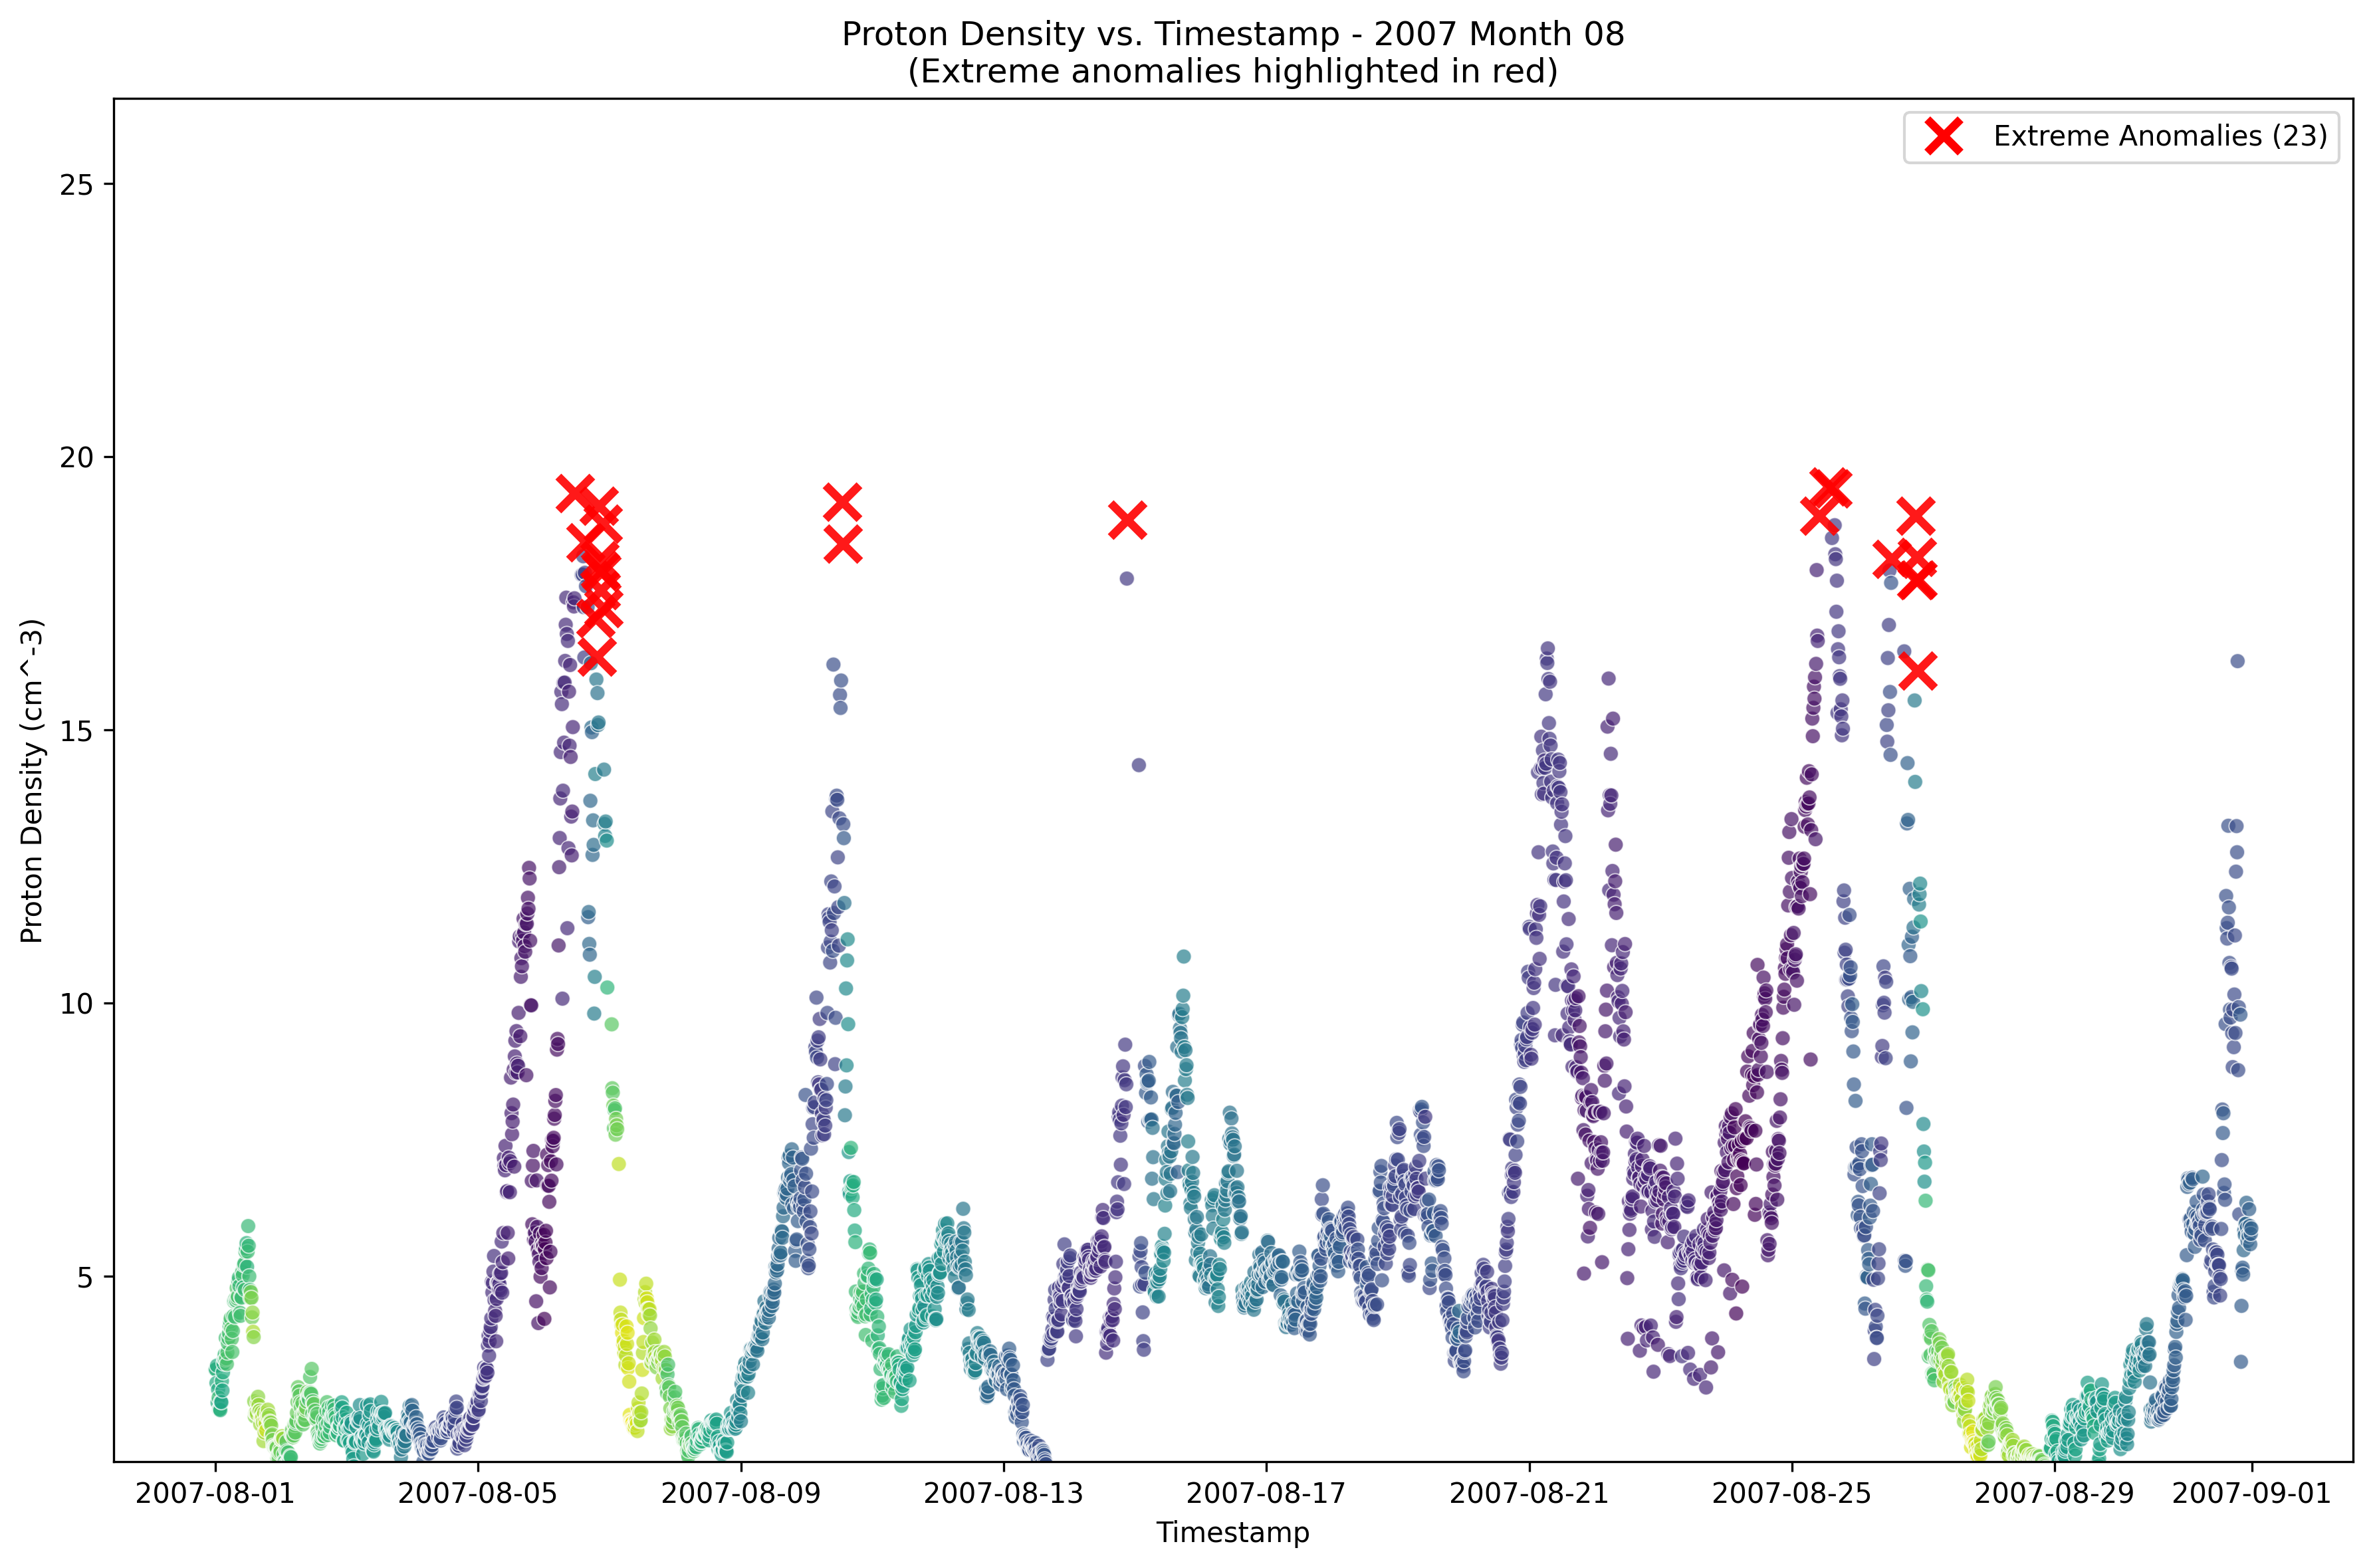 Proton Density vs. Timestamp - 2007 Month 08
(Extreme anomalies highlighted in red)
Extreme Anomalies (23)
25
20
15
10
5
Proton Density (cm^-3)
2007-08-01
2007-08-05
2007-08-09
2007-08-13
2007-08-17
2007-08-21
2007-08-25
2007-08-29
2007-09-01
Timestamp